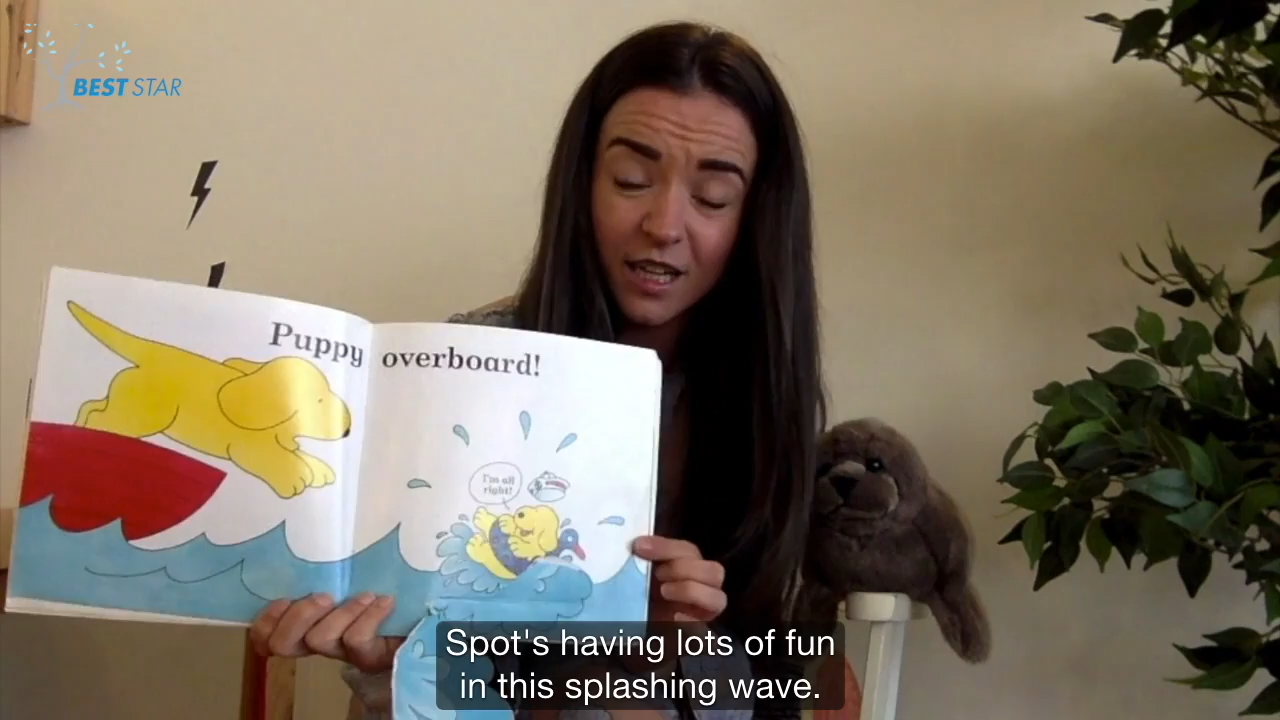 BEST STAR
Puppy overboard!
I'm all
right!
Spot's having lots of fun
in this splashing wave.